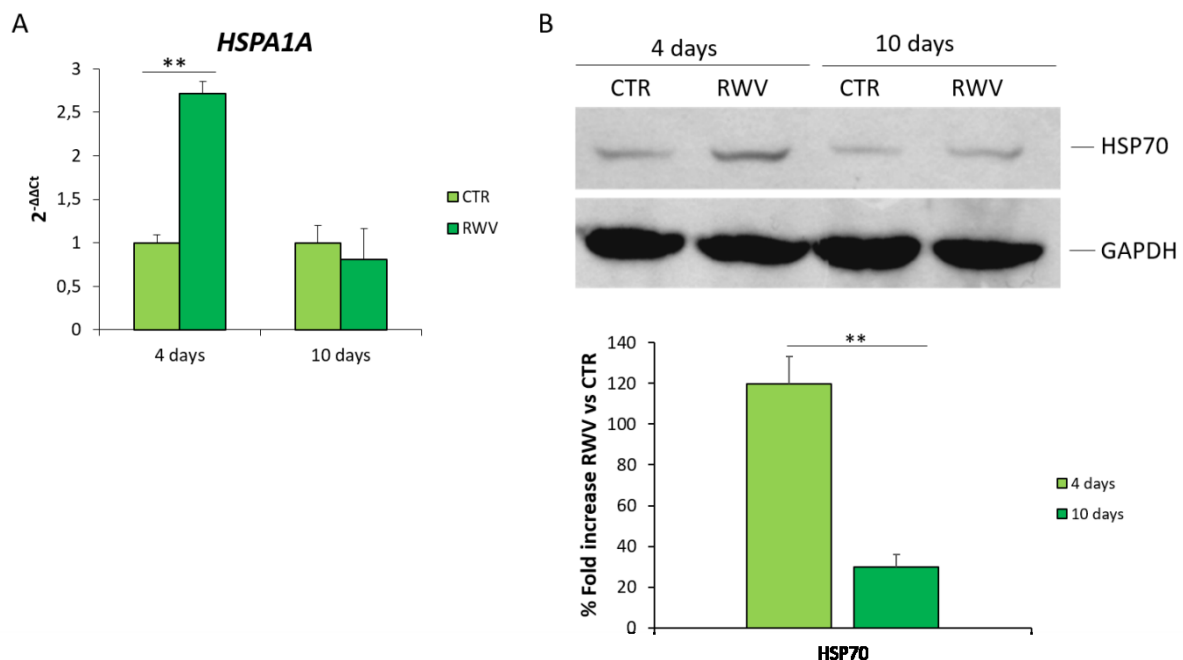 A
HSPA1A
**
3
2,5
2
1,5
1
0,5
0
2^-ΔΔCt
4 days
10 days
CTR
RWV
B
4 days
10 days
CTR
RWV
CTR
RWV
HSP70
GAPDH
**
140
120
100
80
60
40
20
0
% Fold increase RWV vs CTR
4 days
10 days
HSP70